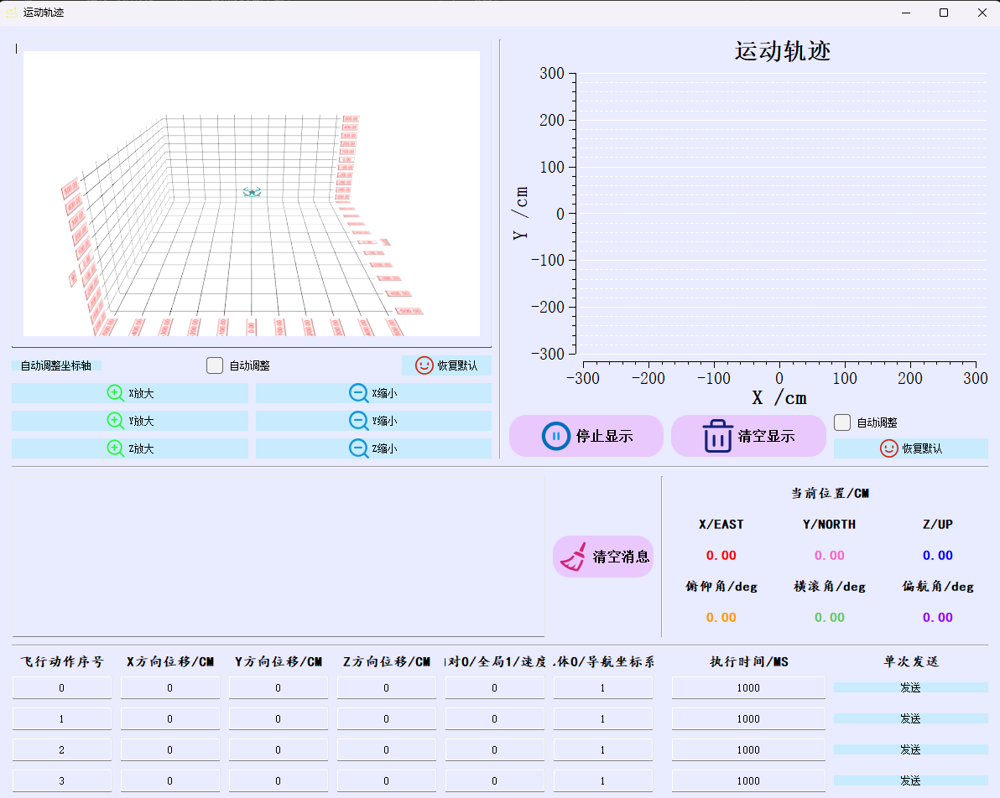 运动轨迹
自动调整坐标轴
自动调整
恢复默认
X放大
X缩小
Y放大
Y缩小
Z放大
Z缩小
运动轨迹
300
200
100
0
-100
-200
-300
Y /cm
-300 -200 -100 0 100 200 300
X /cm
停止显示
清空显示
自动调整
恢复默认
清空消息
当前位置/CM
X/EAST Y/NORTH Z/UP
0.00 0.00 0.00
俯仰角/deg 横滚角/deg 偏航角/deg
0.00 0.00 0.00
飞行动作序号 X方向位移/CM Y方向位移/CM Z方向位移/CM 对0/全局1/速度 体0/导航坐标系 执行时间/MS 单次发送
0 0 0 0 0 1 1000 发送
1 0 0 0 0 1 1000 发送
2 0 0 0 0 1 1000 发送
3 0 0 0 0 1 1000 发送